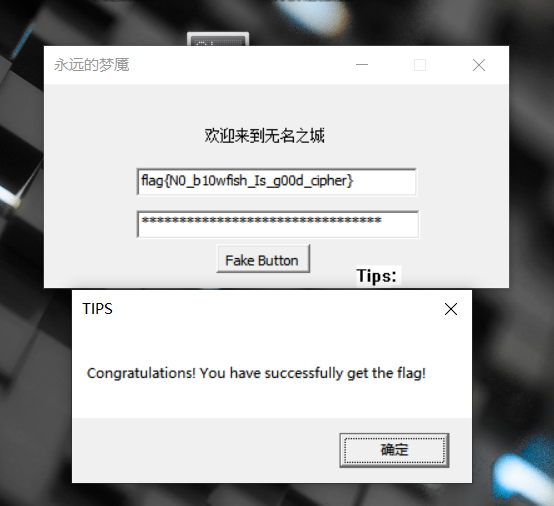 永远的梦魇
欢迎来到无名之城
flag{N0_b10wfish_Is_g00d_cipher}
********************************
Fake Button
Tips:
TIPS
Congratulations! You have successfully get the flag!
确定